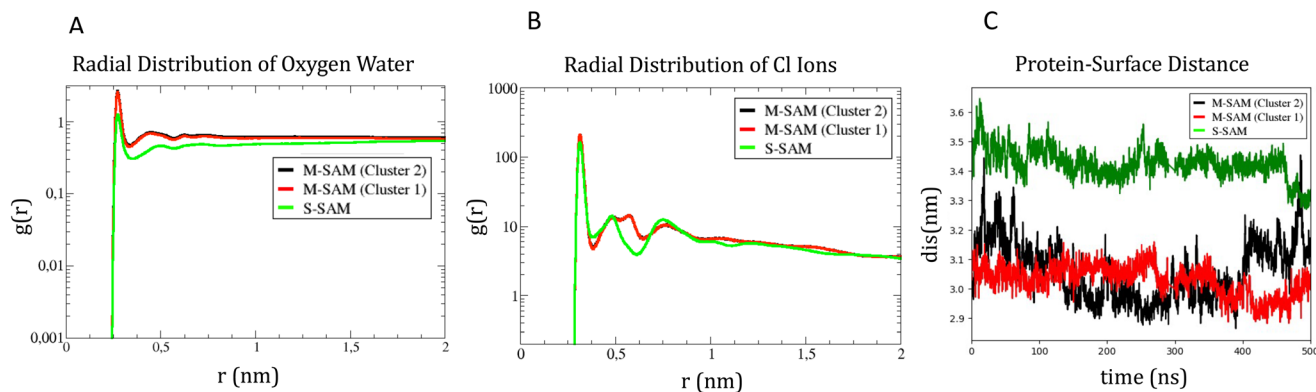 A
Radial Distribution of Oxygen Water
g(r)
1
0.1
0.01
0,001
0
0,5
1
1,5
2
r (nm)
M-SAM (Cluster 2)
M-SAM (Cluster 1)
S-SAM
B
Radial Distribution of Cl Ions
g(r)
1000
100
10
1
0
0,5
1
1,5
2
r (nm)
M-SAM (Cluster 2)
M-SAM (Cluster 1)
S-SAM
C
Protein-Surface Distance
dis(nm)
3.6
3.5
3.4
3.3
3.2
3.1
3.0
2.9
0
100
200
300
400
500
time (ns)
M-SAM (Cluster 2)
M-SAM (Cluster 1)
S-SAM